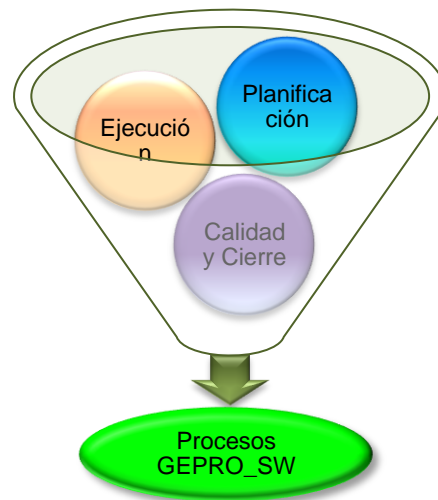 Planifica
ción
Ejecució
n
Calidad
y Cierre
Procesos
GEPRO_SW